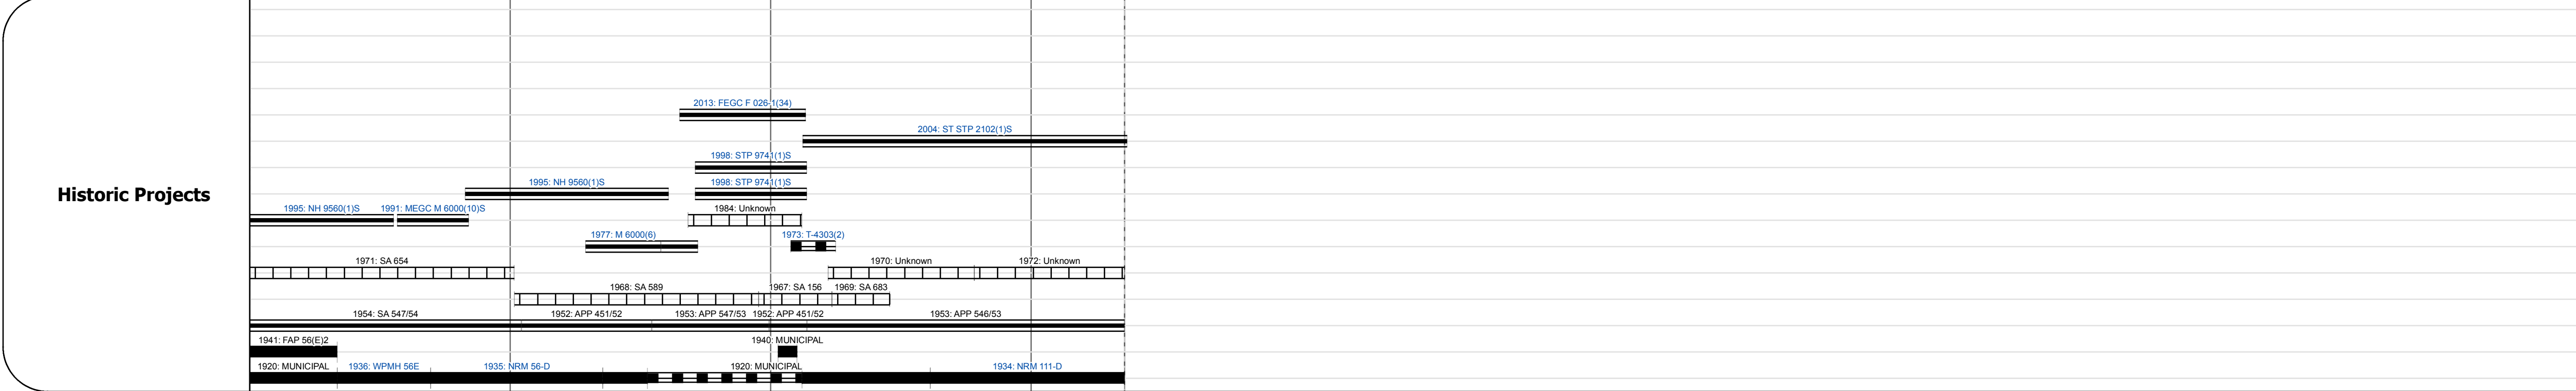 2013: FEGC F 026-1(34)
2004: ST STP 2102(1)S
1998: STP 9741(1)S
Historic Projects
1995: NH 9560(1)S 1998: STP 9741(1)S
1995: NH 9560(1)S 1991: MEGC M 6000(10)S 1984: Unknown
1977: M 6000(6) 1973: T-4303(2)
1971: SA 654 1970: Unknown 1972: Unknown
1968: SA 589 1967: SA 156 1969: SA 683
1954: SA 547/54 1952: APP 451/52 1953: APP 547/53 1952: APP 451/52 1953: APP 546/53
1941: FAP 56(E)2 1940: MUNICIPAL
1920: MUNICIPAL 1936: WPMH 56E 1935: NRM 56-D 1920: MUNICIPAL 1934: NRM 111-D